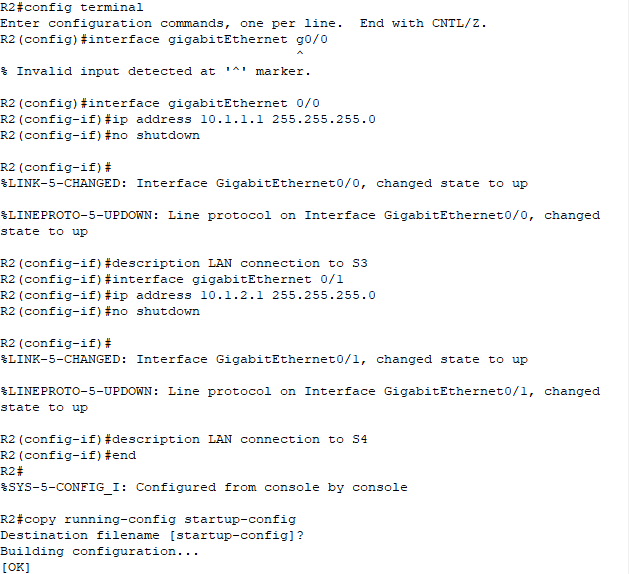 R2#config terminal
Enter configuration commands, one per line.  End with CNTL/Z.
R2(config)#interface gigabitEthernet g0/0
                                     ^
% Invalid input detected at '^' marker.

R2(config)#interface gigabitEthernet 0/0
R2(config-if)#ip address 10.1.1.1 255.255.255.0
R2(config-if)#no shutdown

R2(config-if)#
%LINK-5-CHANGED: Interface GigabitEthernet0/0, changed state to up

%LINEPROTO-5-UPDOWN: Line protocol on Interface GigabitEthernet0/0, changed
state to up

R2(config-if)#description LAN connection to S3
R2(config-if)#interface gigabitEthernet 0/1
R2(config-if)#ip address 10.1.2.1 255.255.255.0
R2(config-if)#no shutdown

R2(config-if)#
%LINK-5-CHANGED: Interface GigabitEthernet0/1, changed state to up

%LINEPROTO-5-UPDOWN: Line protocol on Interface GigabitEthernet0/1, changed
state to up

R2(config-if)#description LAN connection to S4
R2(config-if)#end
R2#
%SYS-5-CONFIG_I: Configured from console by console

R2#copy running-config startup-config
Destination filename [startup-config]?
Building configuration...
[OK]